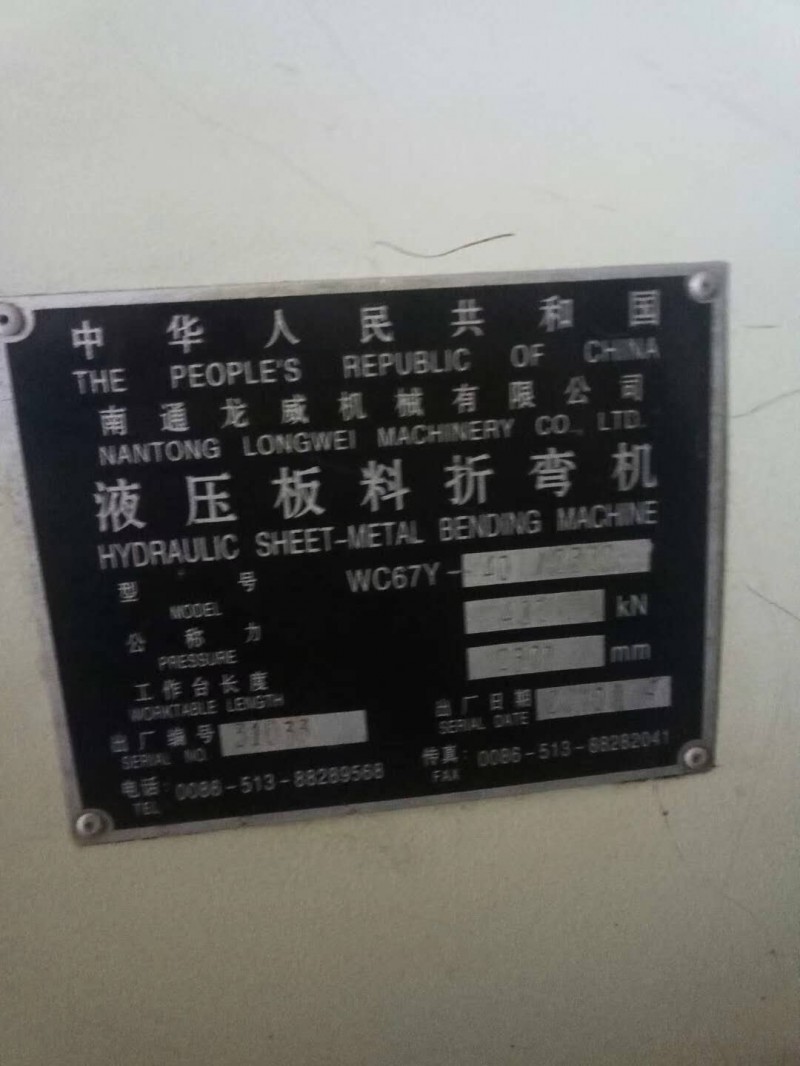 中华人民共和国
THE PEOPLE'S REPUBLIC OF CHINA
南通龙威机械有限公司
NANTONG LONGWEI MACHINERY CO., LTD.
液压板料折弯机
HYDRAULIC SHEET-METAL BENDING MACHINE
型号 WC67Y-40
MODEL
公称力 kN
PRESSURE
工作台长度 mm
WORKTABLE LENGTH
出厂编号 31033 出厂日期
SERIAL NO. SERIAL DATE
电话: 0086-513-88289568 传真: 0086-513-88282041
TEL FAX